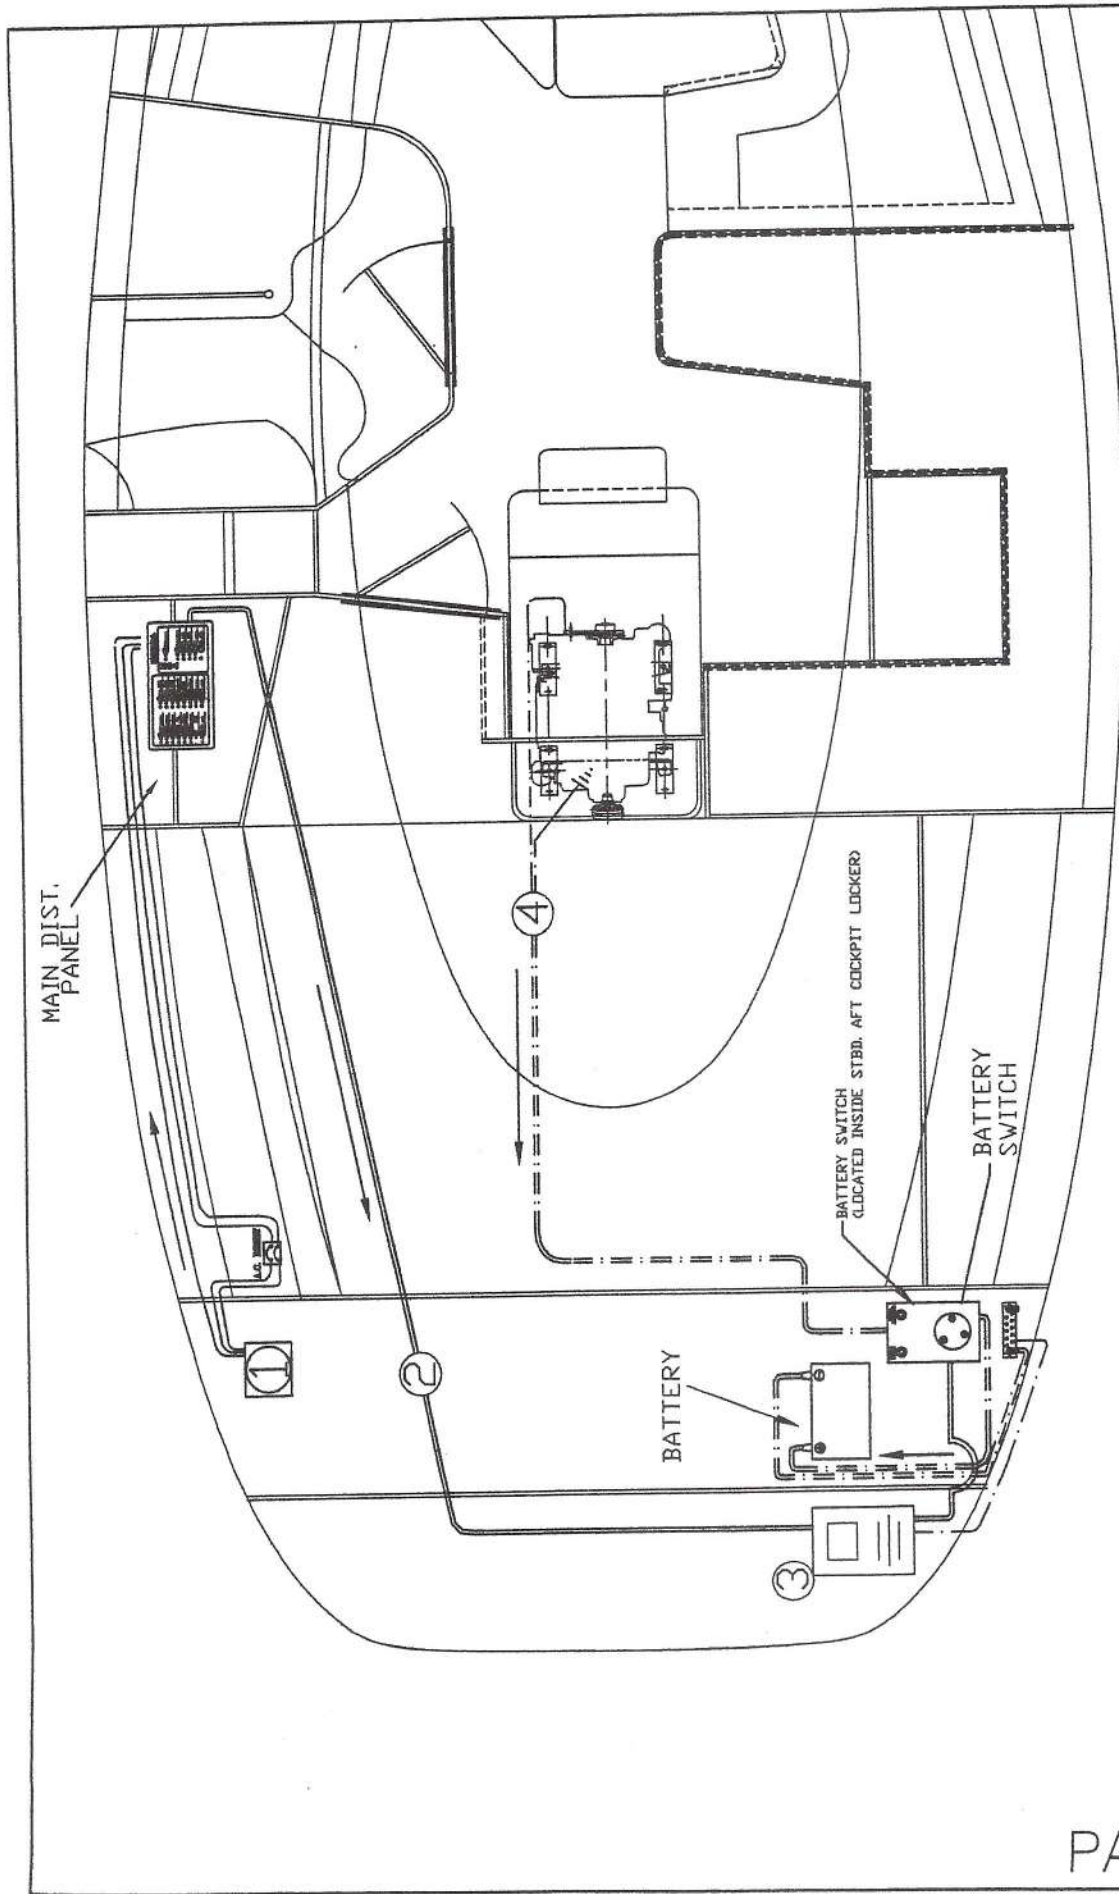 MAIN DIST.
PANEL
1
2
3
4
BATTERY
BATTERY SWITCH
(LOCATED INSIDE STBD. AFT COCKPIT LOCKER)
BATTERY
SWITCH
PA